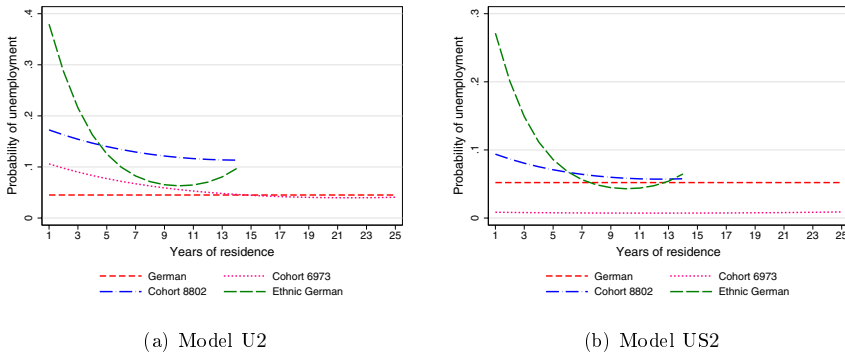 Probability of unemployment
.4
.3
.2
.1
0
1 3 5 7 9 11 13 15 17 19 21 23 25
Years of residence
German Cohort 6973
Cohort 8802 Ethnic German
(a) Model U2
Probability of unemployment
.3
.2
.1
0
1 3 5 7 9 11 13 15 17 19 21 23 25
Years of residence
German Cohort 6973
Cohort 8802 Ethnic German
(b) Model US2